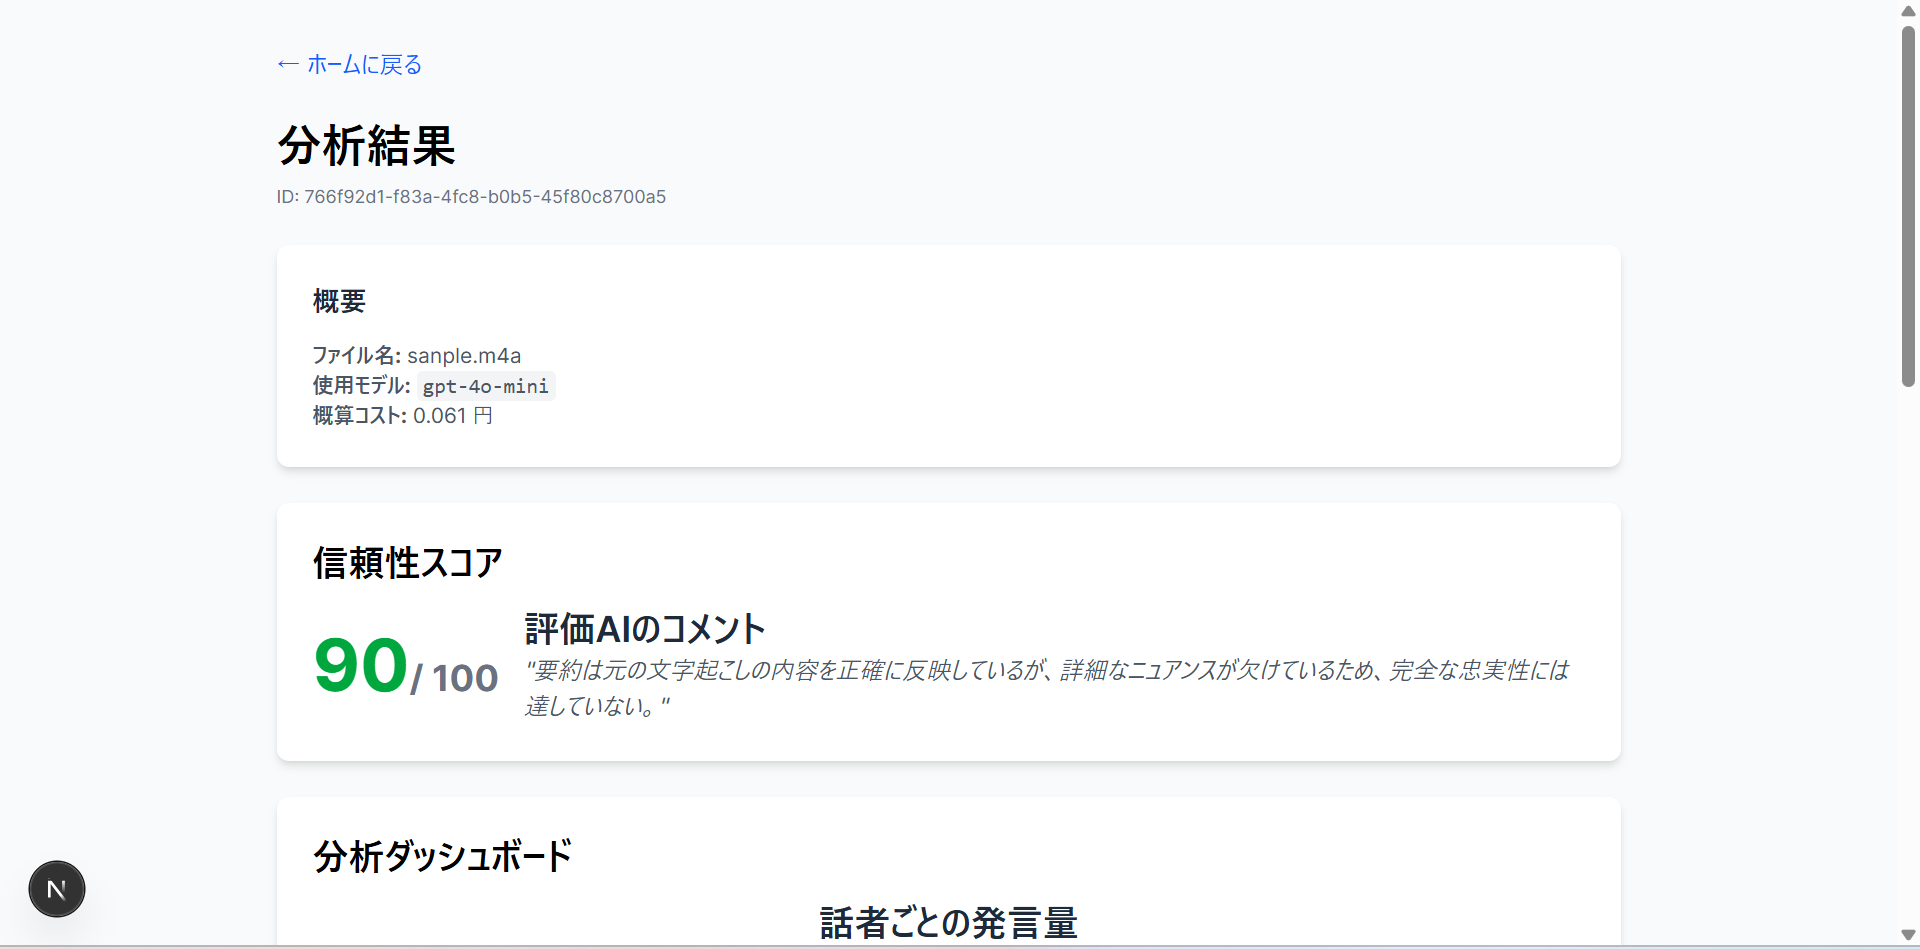 ← ホームに戻る
分析結果
ID: 766f92d1-f83a-4fc8-b0b5-45f80c8700a5
概要
ファイル名: sanple.m4a
使用モデル: gpt-4o-mini
概算コスト: 0.061 円
信頼性スコア
90/ 100
評価AIのコメント
"要約は元の文字起こしの内容を正確に反映しているが、詳細なニュアンスが欠けているため、完全な忠実性には
達していない。"
分析ダッシュボード
話者ごとの発言量
N